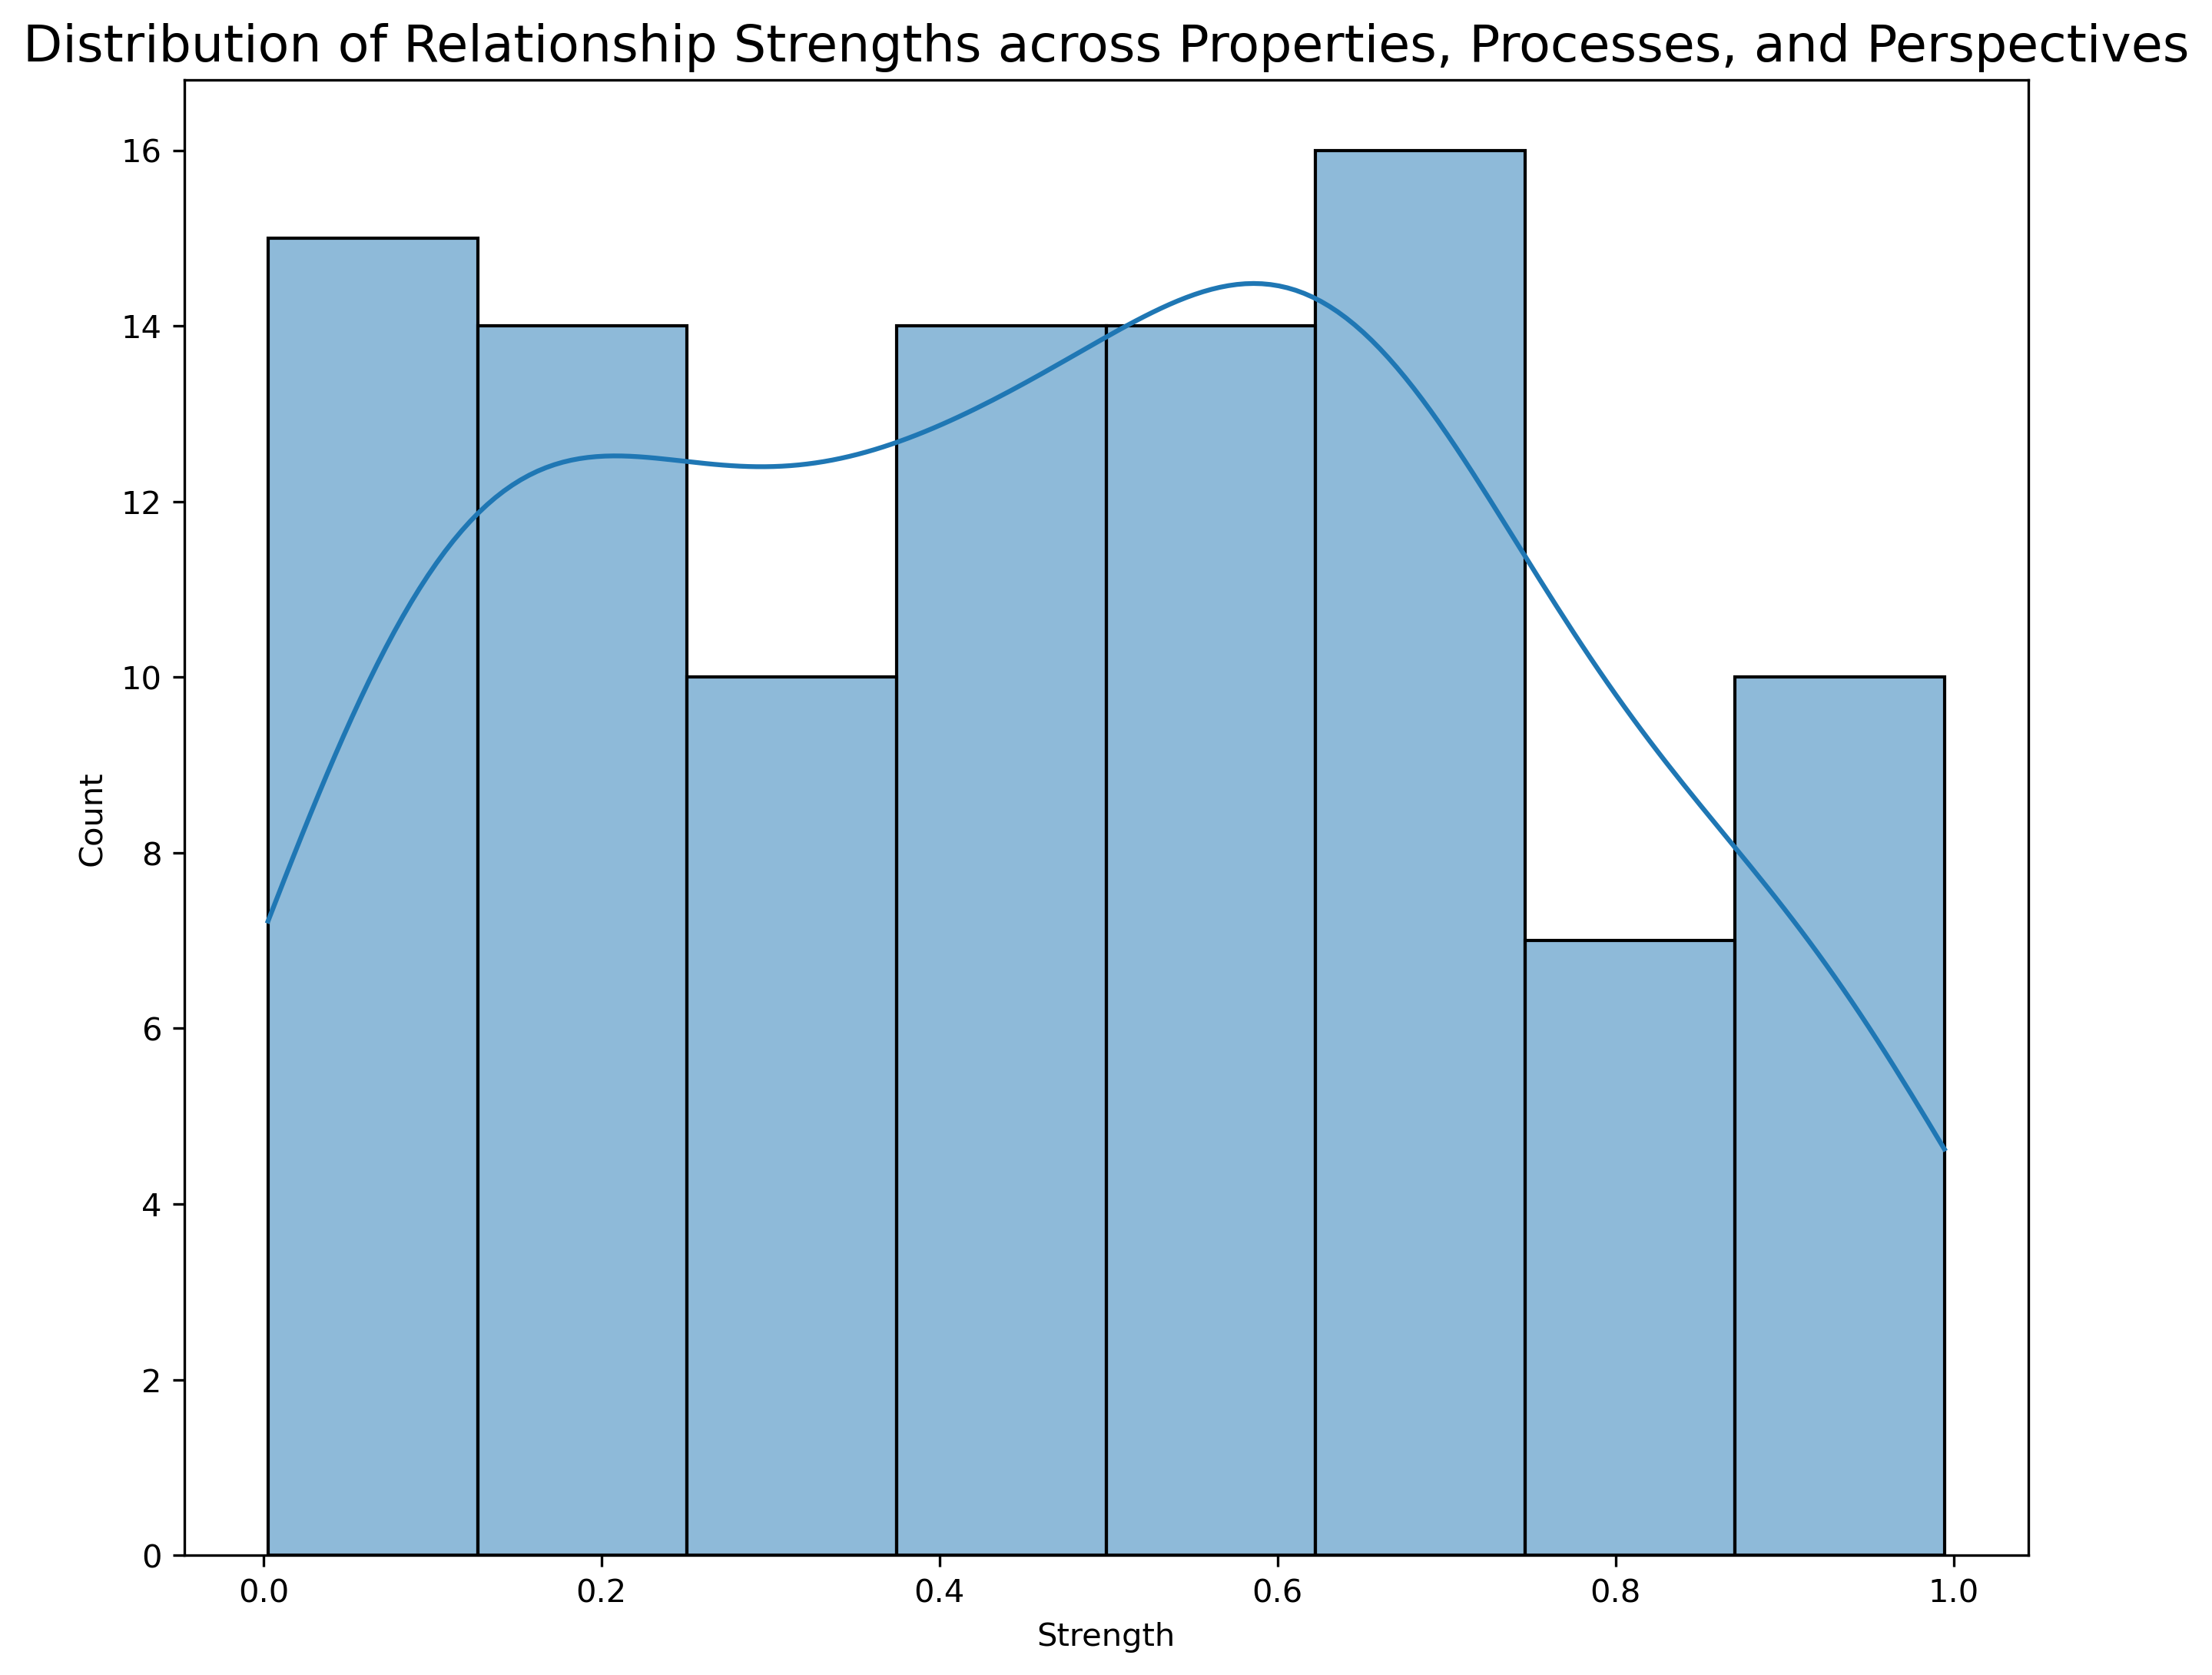 Distribution of Relationship Strengths across Properties, Processes, and Perspectives
16
14
12
10
8
6
4
2
0
Count
0.0 0.2 0.4 0.6 0.8 1.0
Strength